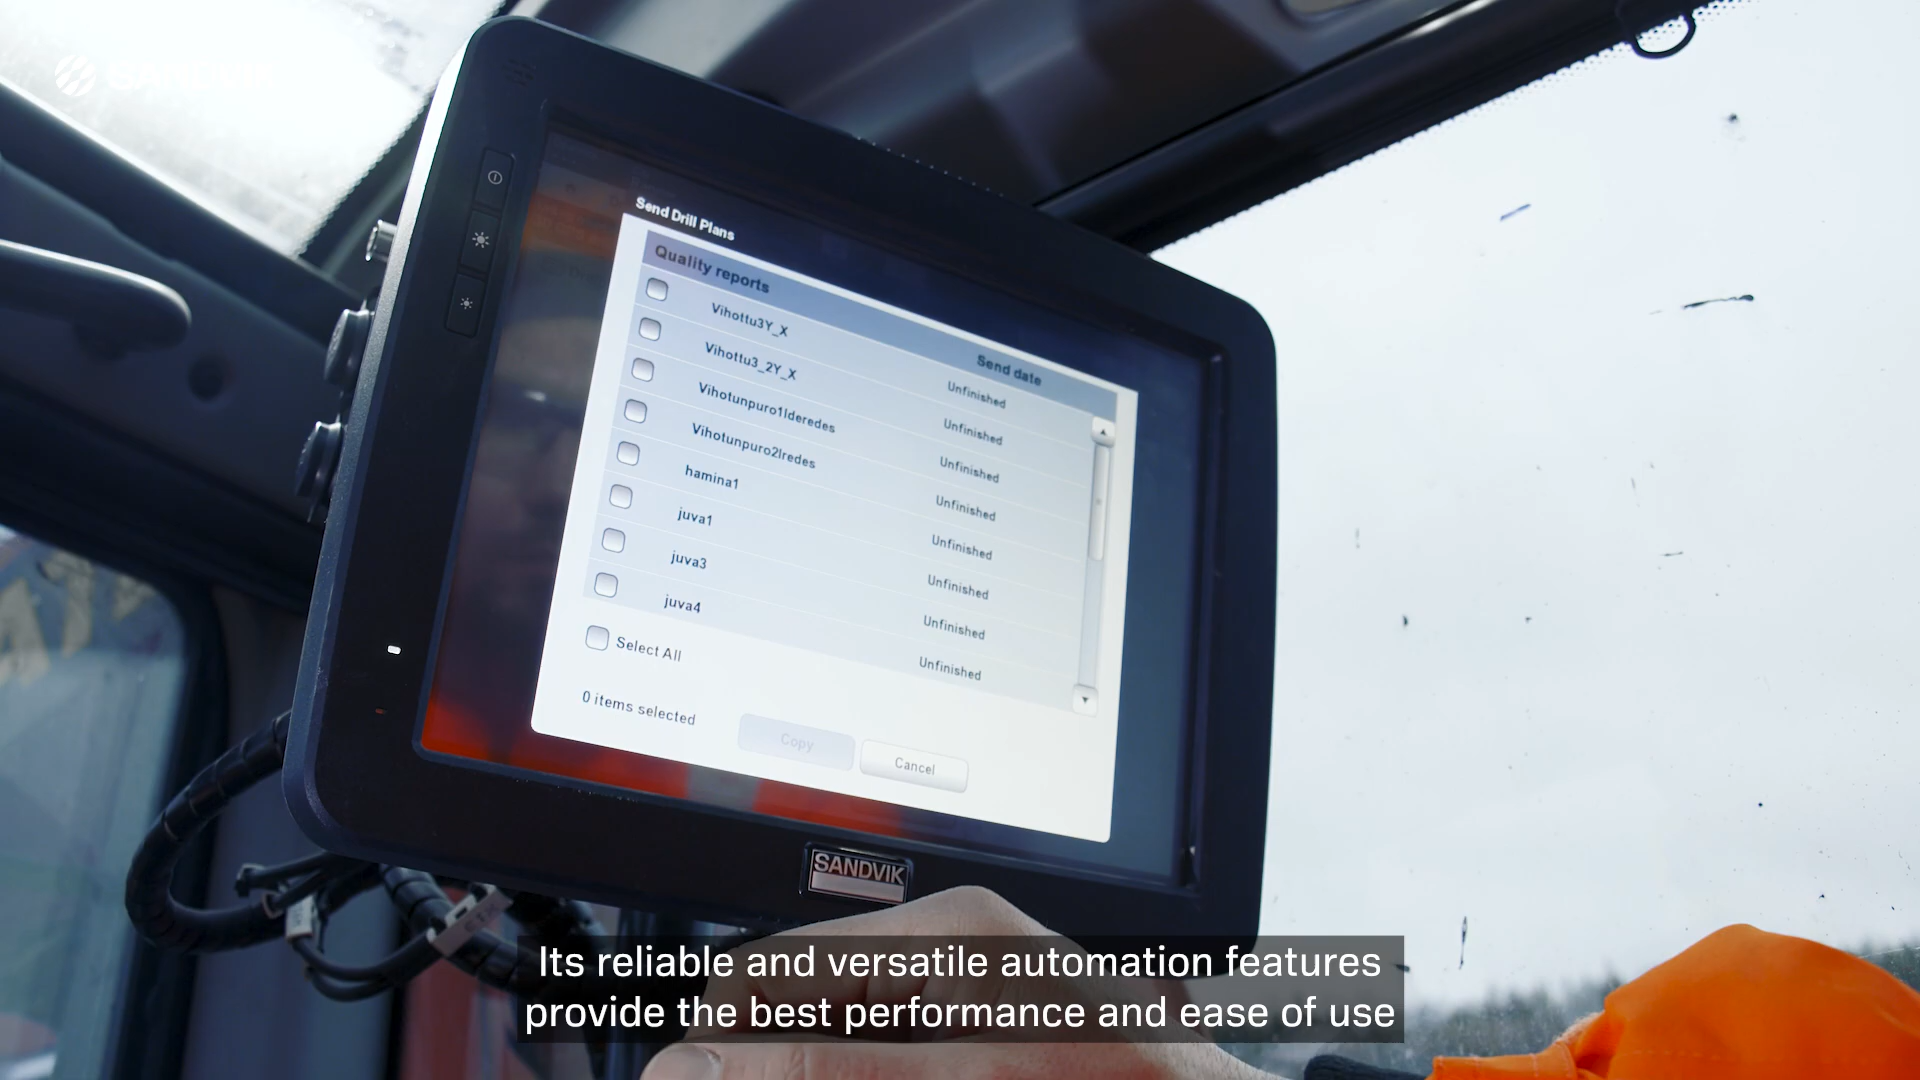 Send Drill Plans
Quality reports
Send date
Vihottu3Y_X
Unfinished
Vihottu3_2Y_X
Unfinished
Vihotunpuro1lderedes
Unfinished
Vihotunpuro2lredes
Unfinished
hamina1
Unfinished
juva1
Unfinished
juva3
Unfinished
juva4
Unfinished
Select All
0 items selected
Copy
Cancel
SANDVIK
Its reliable and versatile automation features
provide the best performance and ease of use